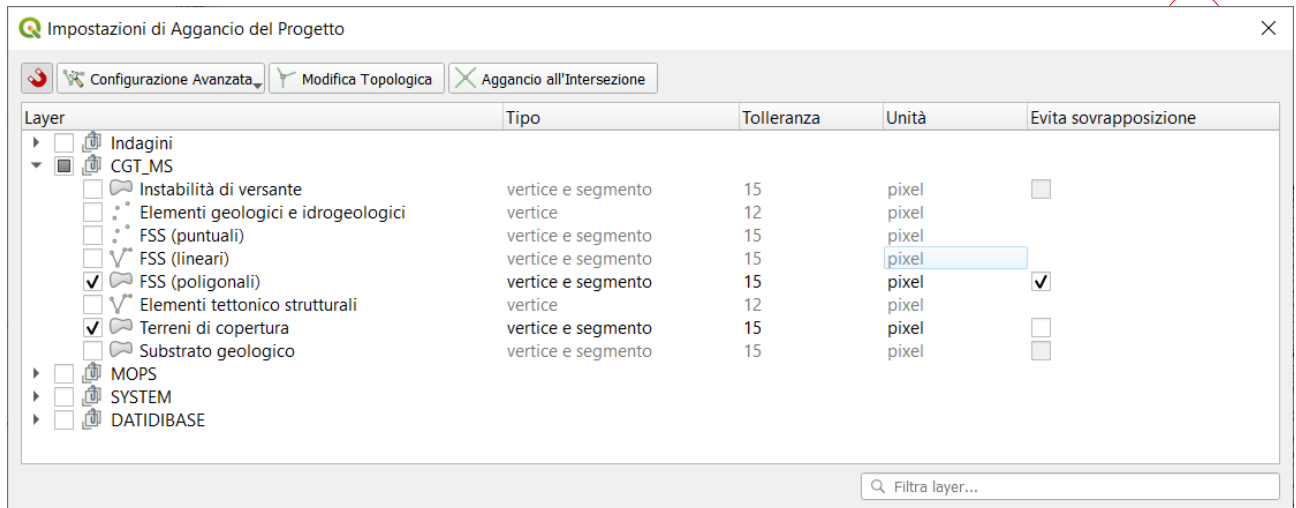 Impostazioni di Aggancio del Progetto
Configurazione Avanzata Modifica Topologica Aggancio all'Intersezione
Layer Tipo Tolleranza Unità Evita sovrapposizione
Indagini
CGT_MS
Instabilità di versante vertice e segmento 15 pixel
Elementi geologici e idrogeologici vertice 12 pixel
FSS (puntuali) vertice e segmento 15 pixel
FSS (lineari) vertice e segmento 15 pixel
FSS (poligonali) vertice e segmento 15 pixel
Elementi tettonico strutturali vertice 12 pixel
Terreni di copertura vertice e segmento 15 pixel
Substrato geologico vertice e segmento 15 pixel
MOPS
SYSTEM
DATIDIBASE
Filtra layer...